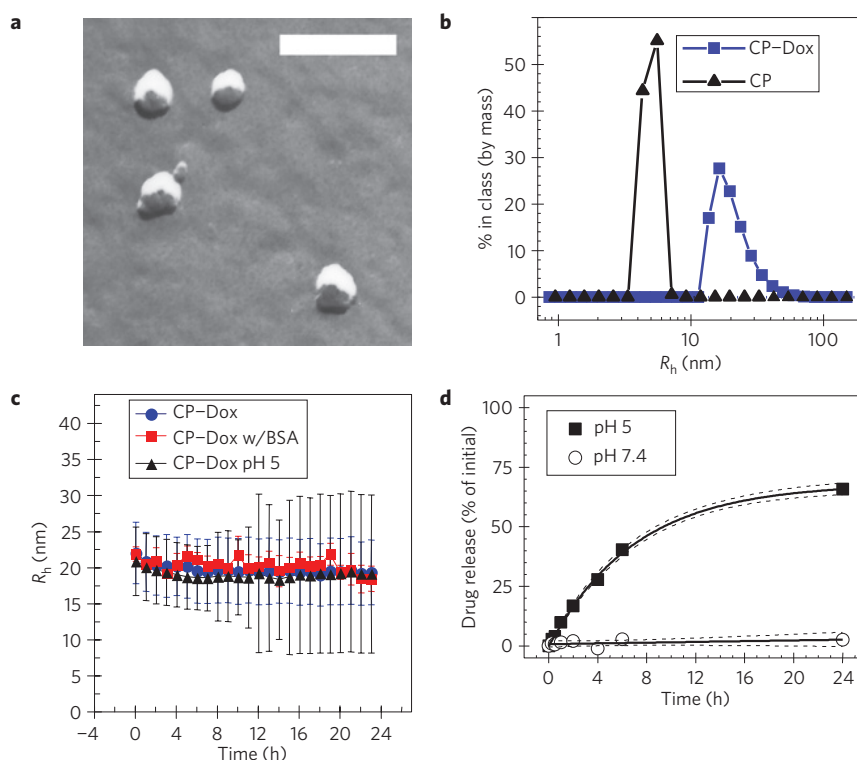 a
b
CP–Dox
CP
% in class (by mass)
50
40
30
20
10
0
1
10
100
Rh (nm)
c
CP–Dox
CP–Dox w/BSA
CP–Dox pH 5
Rh (nm)
40
35
30
25
20
15
10
5
0
−4
0
4
8
12
16
20
24
Time (h)
d
pH 5
pH 7.4
Drug release (% of initial)
100
75
50
25
0
0
4
8
12
16
20
24
Time (h)